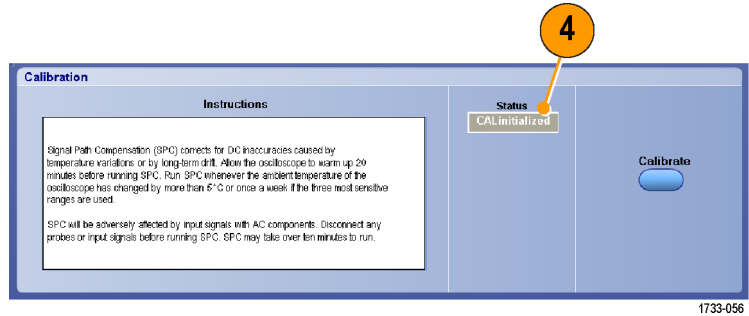 4
Calibration
Instructions
Status
CALinitialized
Signal Path Compensation (SPC) corrects for DC inaccuracies caused by
temperature variations or by long-term drift. Allow the oscilloscope to warm up 20
minutes before running SPC. Run SPC whenever the ambient temperature of the
oscilloscope has changed by more than 5°C or once a week if the three most sensitive
ranges are used.
SPC will be adversely affected by input signals with AC components. Disconnect any
probes or input signals before running SPC. SPC may take over ten minutes to run.
Calibrate
1733-056